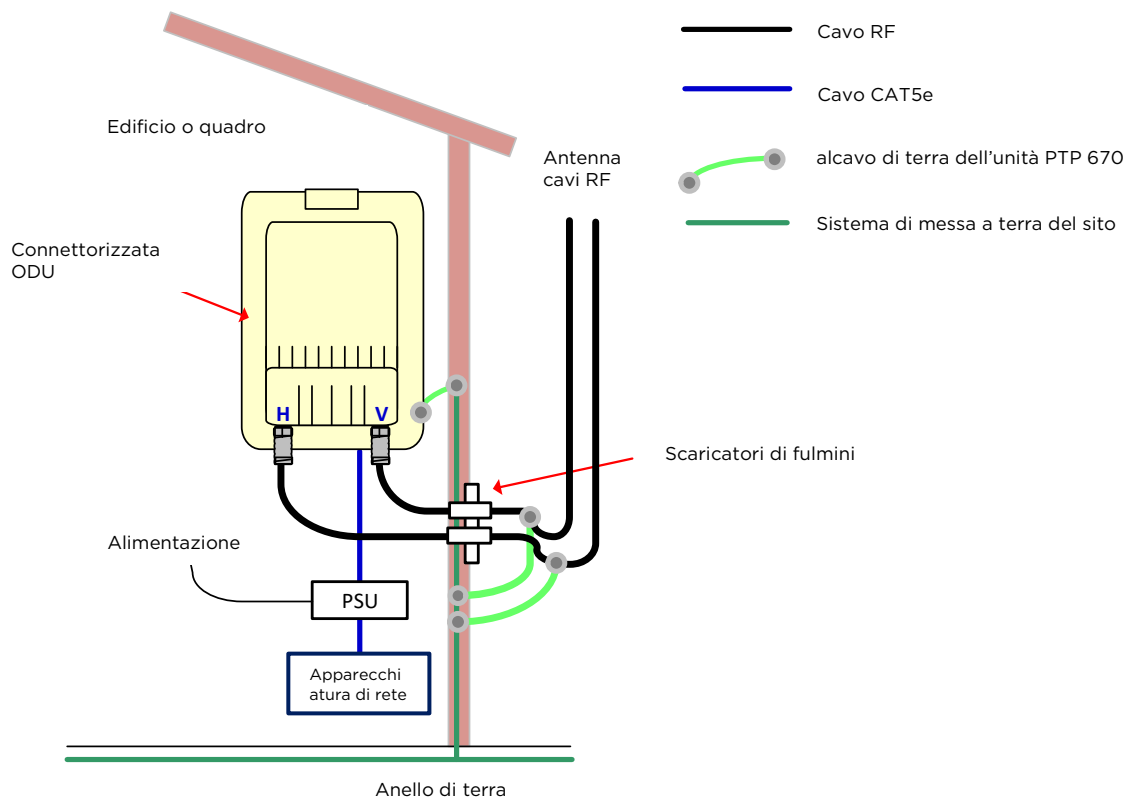 Cavo RF
Cavo CAT5e
Edificio o quadro
Antenna
cavi RF
alcavo di terra dell'unità PTP 670
Sistema di messa a terra del sito
Connettorizzata
ODU
H
V
Scaricatori di fulmini
Alimentazione
PSU
Apparecchi
atura di rete
Anello di terra